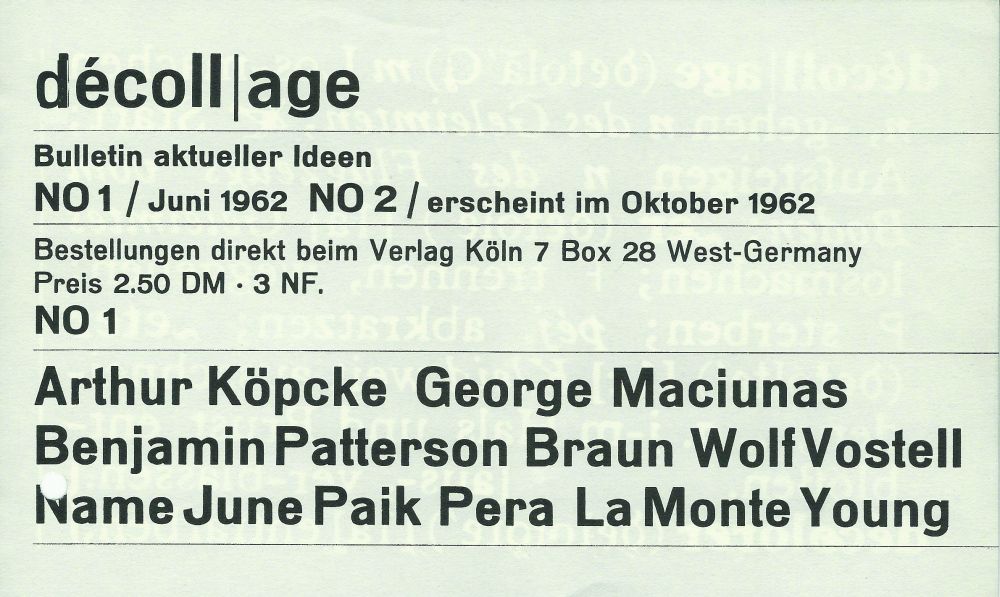 décoll|age
Bulletin aktueller Ideen
NO 1 / Juni 1962 NO 2 / erscheint im Oktober 1962
Bestellungen direkt beim Verlag Köln 7 Box 28 West-Germany
Preis 2.50 DM · 3 NF.
NO 1
Arthur Köpcke George Maciunas
Benjamin Patterson Braun Wolf Vostell
Name June Paik Pera La Monte Young